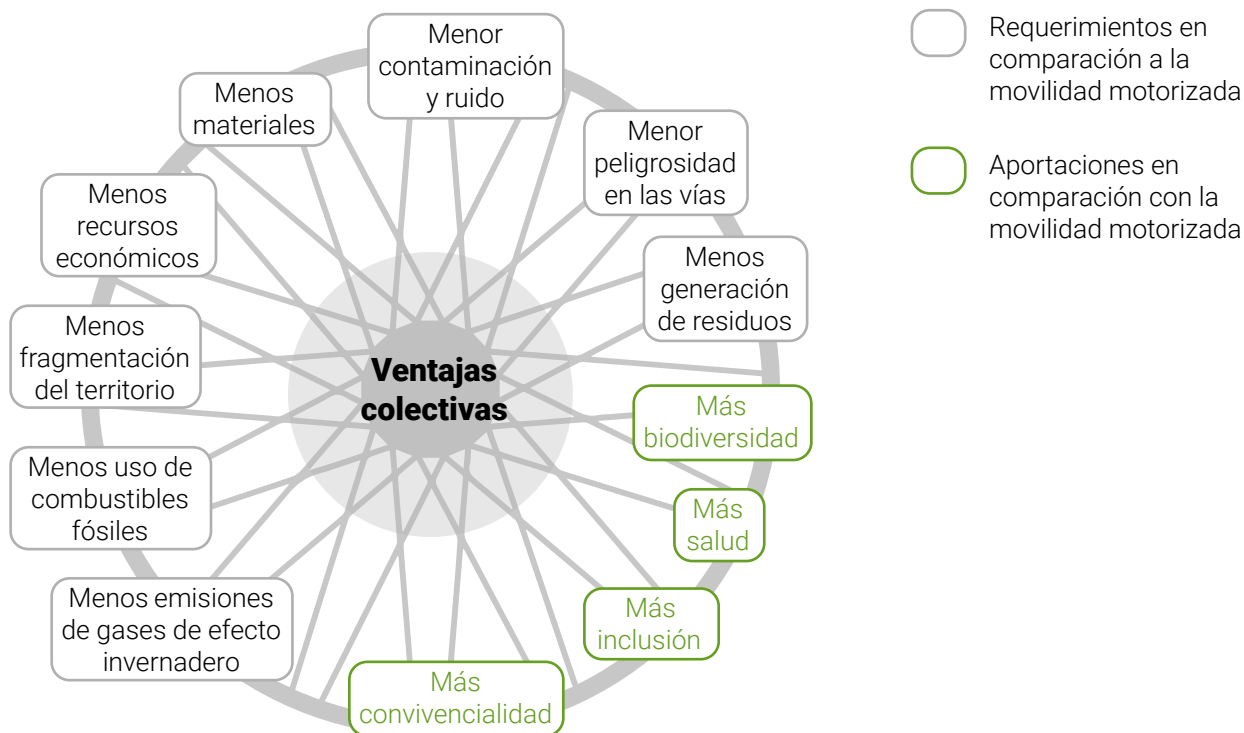 Menor
contaminación
y ruido
Menos
materiales
Menor
peligrosidad
en las vías
Menos
recursos
económicos
Menos
generación
de residuos
Menos
fragmentación
del territorio
Ventajas
colectivas
Más
biodiversidad
Menos uso de
combustibles
fósiles
Más
salud
Menos emisiones
de gases de efecto
invernadero
Más
inclusión
Más
convivencialidad
Requerimientos en
comparación a la
movilidad motorizada
Aportaciones en
comparación con la
movilidad motorizada